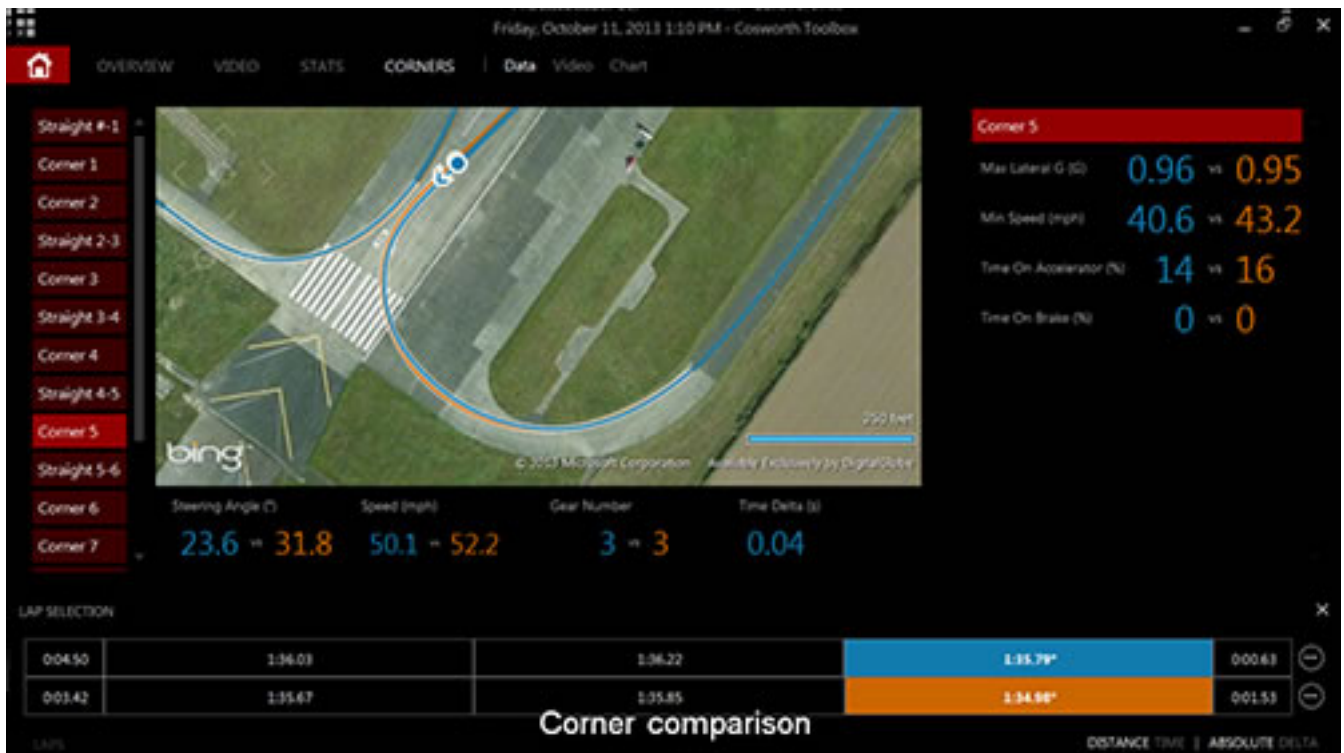 Friday, October 11, 2013 1:10 PM - Cosworth Toolbox
OVERVIEW VIDEO STATS CORNERS | Data Video Chart
Straight #-1
Corner 1
Corner 2
Straight 2-3
Corner 3
Straight 3-4
Corner 4
Straight 4-5
Corner 5
Straight 5-6
Corner 6
Corner 7
250 feet
bing
© 2013 Microsoft Corporation Available Exclusively by DigitalGlobe
Corner 5
Max Lateral G (G) 0.96 vs 0.95
Min Speed (mph) 40.6 vs 43.2
Time On Accelerator (%) 14 vs 16
Time On Brake (%) 0 vs 0
Steering Angle (°) Speed (mph) Gear Number Time Delta (s)
23.6 vs 31.8 50.1 vs 52.2 3 vs 3 0.04
LAP SELECTION
0:04.50 1:36.03 1:36.22 1:35.79* 0:00.63
0:03.42 1:35.67 1:35.85 1:34.98* 0:01.53
Corner comparison
LAPS DISTANCE TIME | ABSOLUTE DELTA